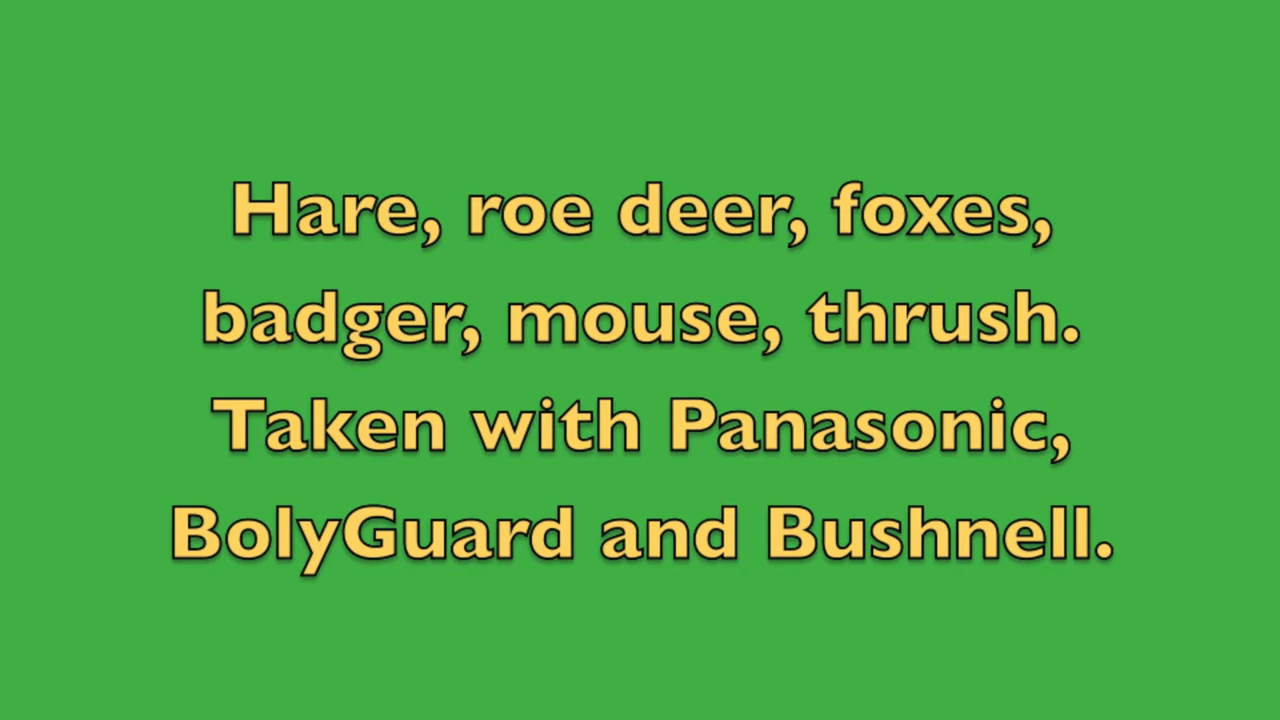 Hare, roe deer, foxes,
badger, mouse, thrush.
Taken with Panasonic,
BolyGuard and Bushnell.